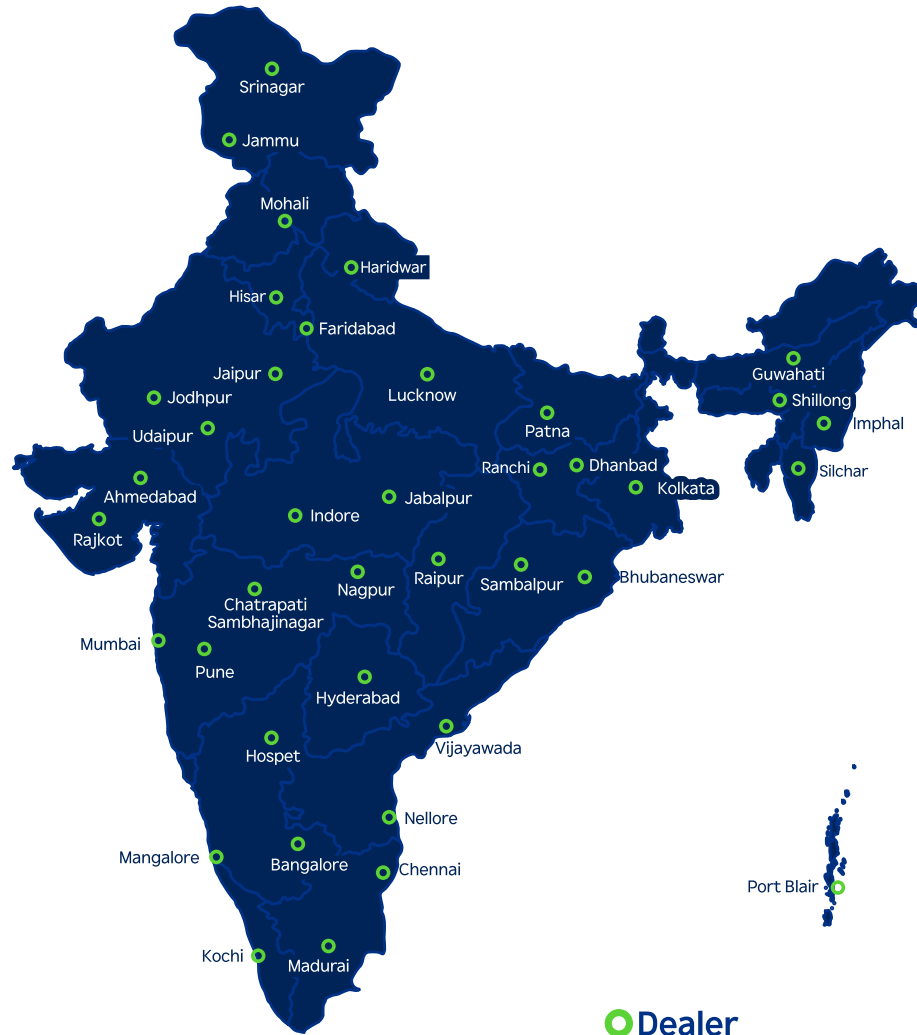 Srinagar
Jammu
Mohali
Haridwar
Hisar
Faridabad
Jaipur
Lucknow
Guwahati
Jodhpur
Shillong
Udaipur
Patna
Imphal
Ranchi
Dhanbad
Silchar
Ahmedabad
Jabalpur
Kolkata
Indore
Rajkot
Raipur
Sambalpur
Bhubaneswar
Nagpur
Chatrapati
Sambhajinagar
Mumbai
Pune
Hyderabad
Vijayawada
Hospet
Nellore
Mangalore
Bangalore
Chennai
Port Blair
Kochi
Madurai
Dealer